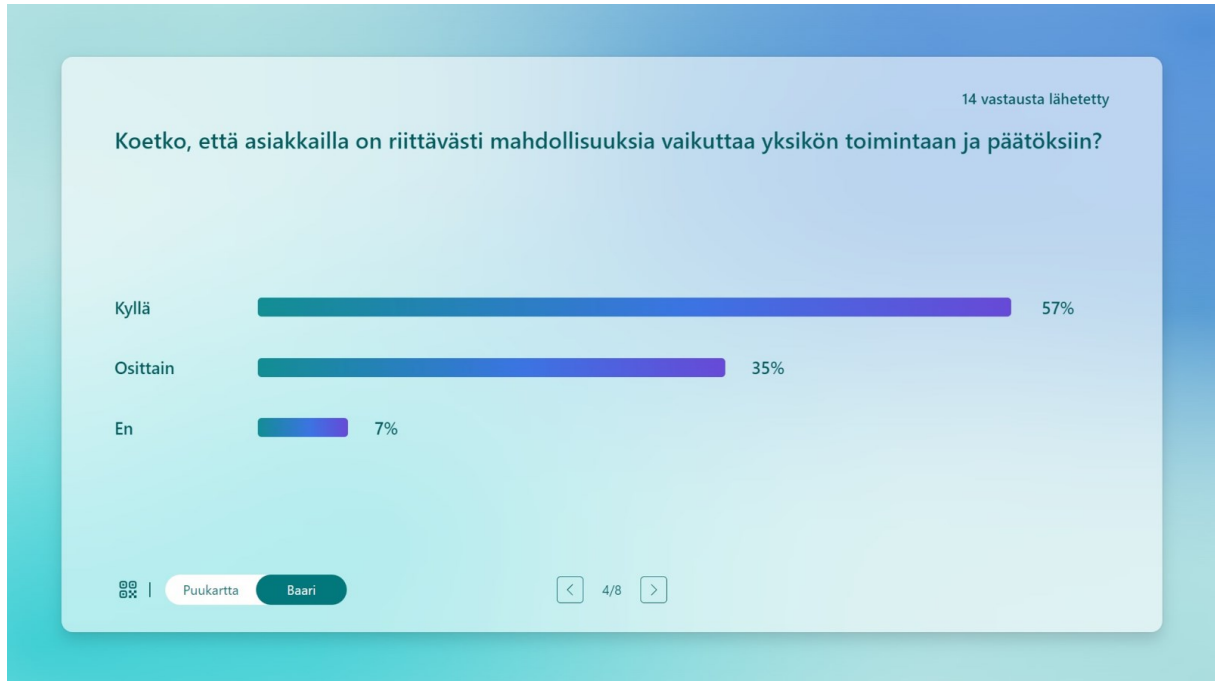 14 vastausta lähetetty
Koetko, että asiakkailla on riittävästi mahdollisuuksia vaikuttaa yksikön toimintaan ja päätöksiin?
Kyllä 57%
Osittain 35%
En 7%
Puukartta Baari 4/8